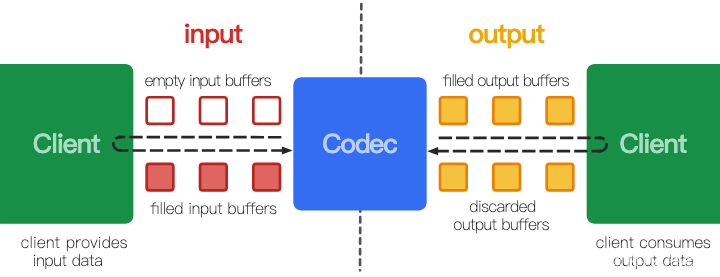 input
output
empty input buffers
filled output buffers
Client
Codec
Client
filled input buffers
discarded
output buffers
client provides
input data
client consumes
output data